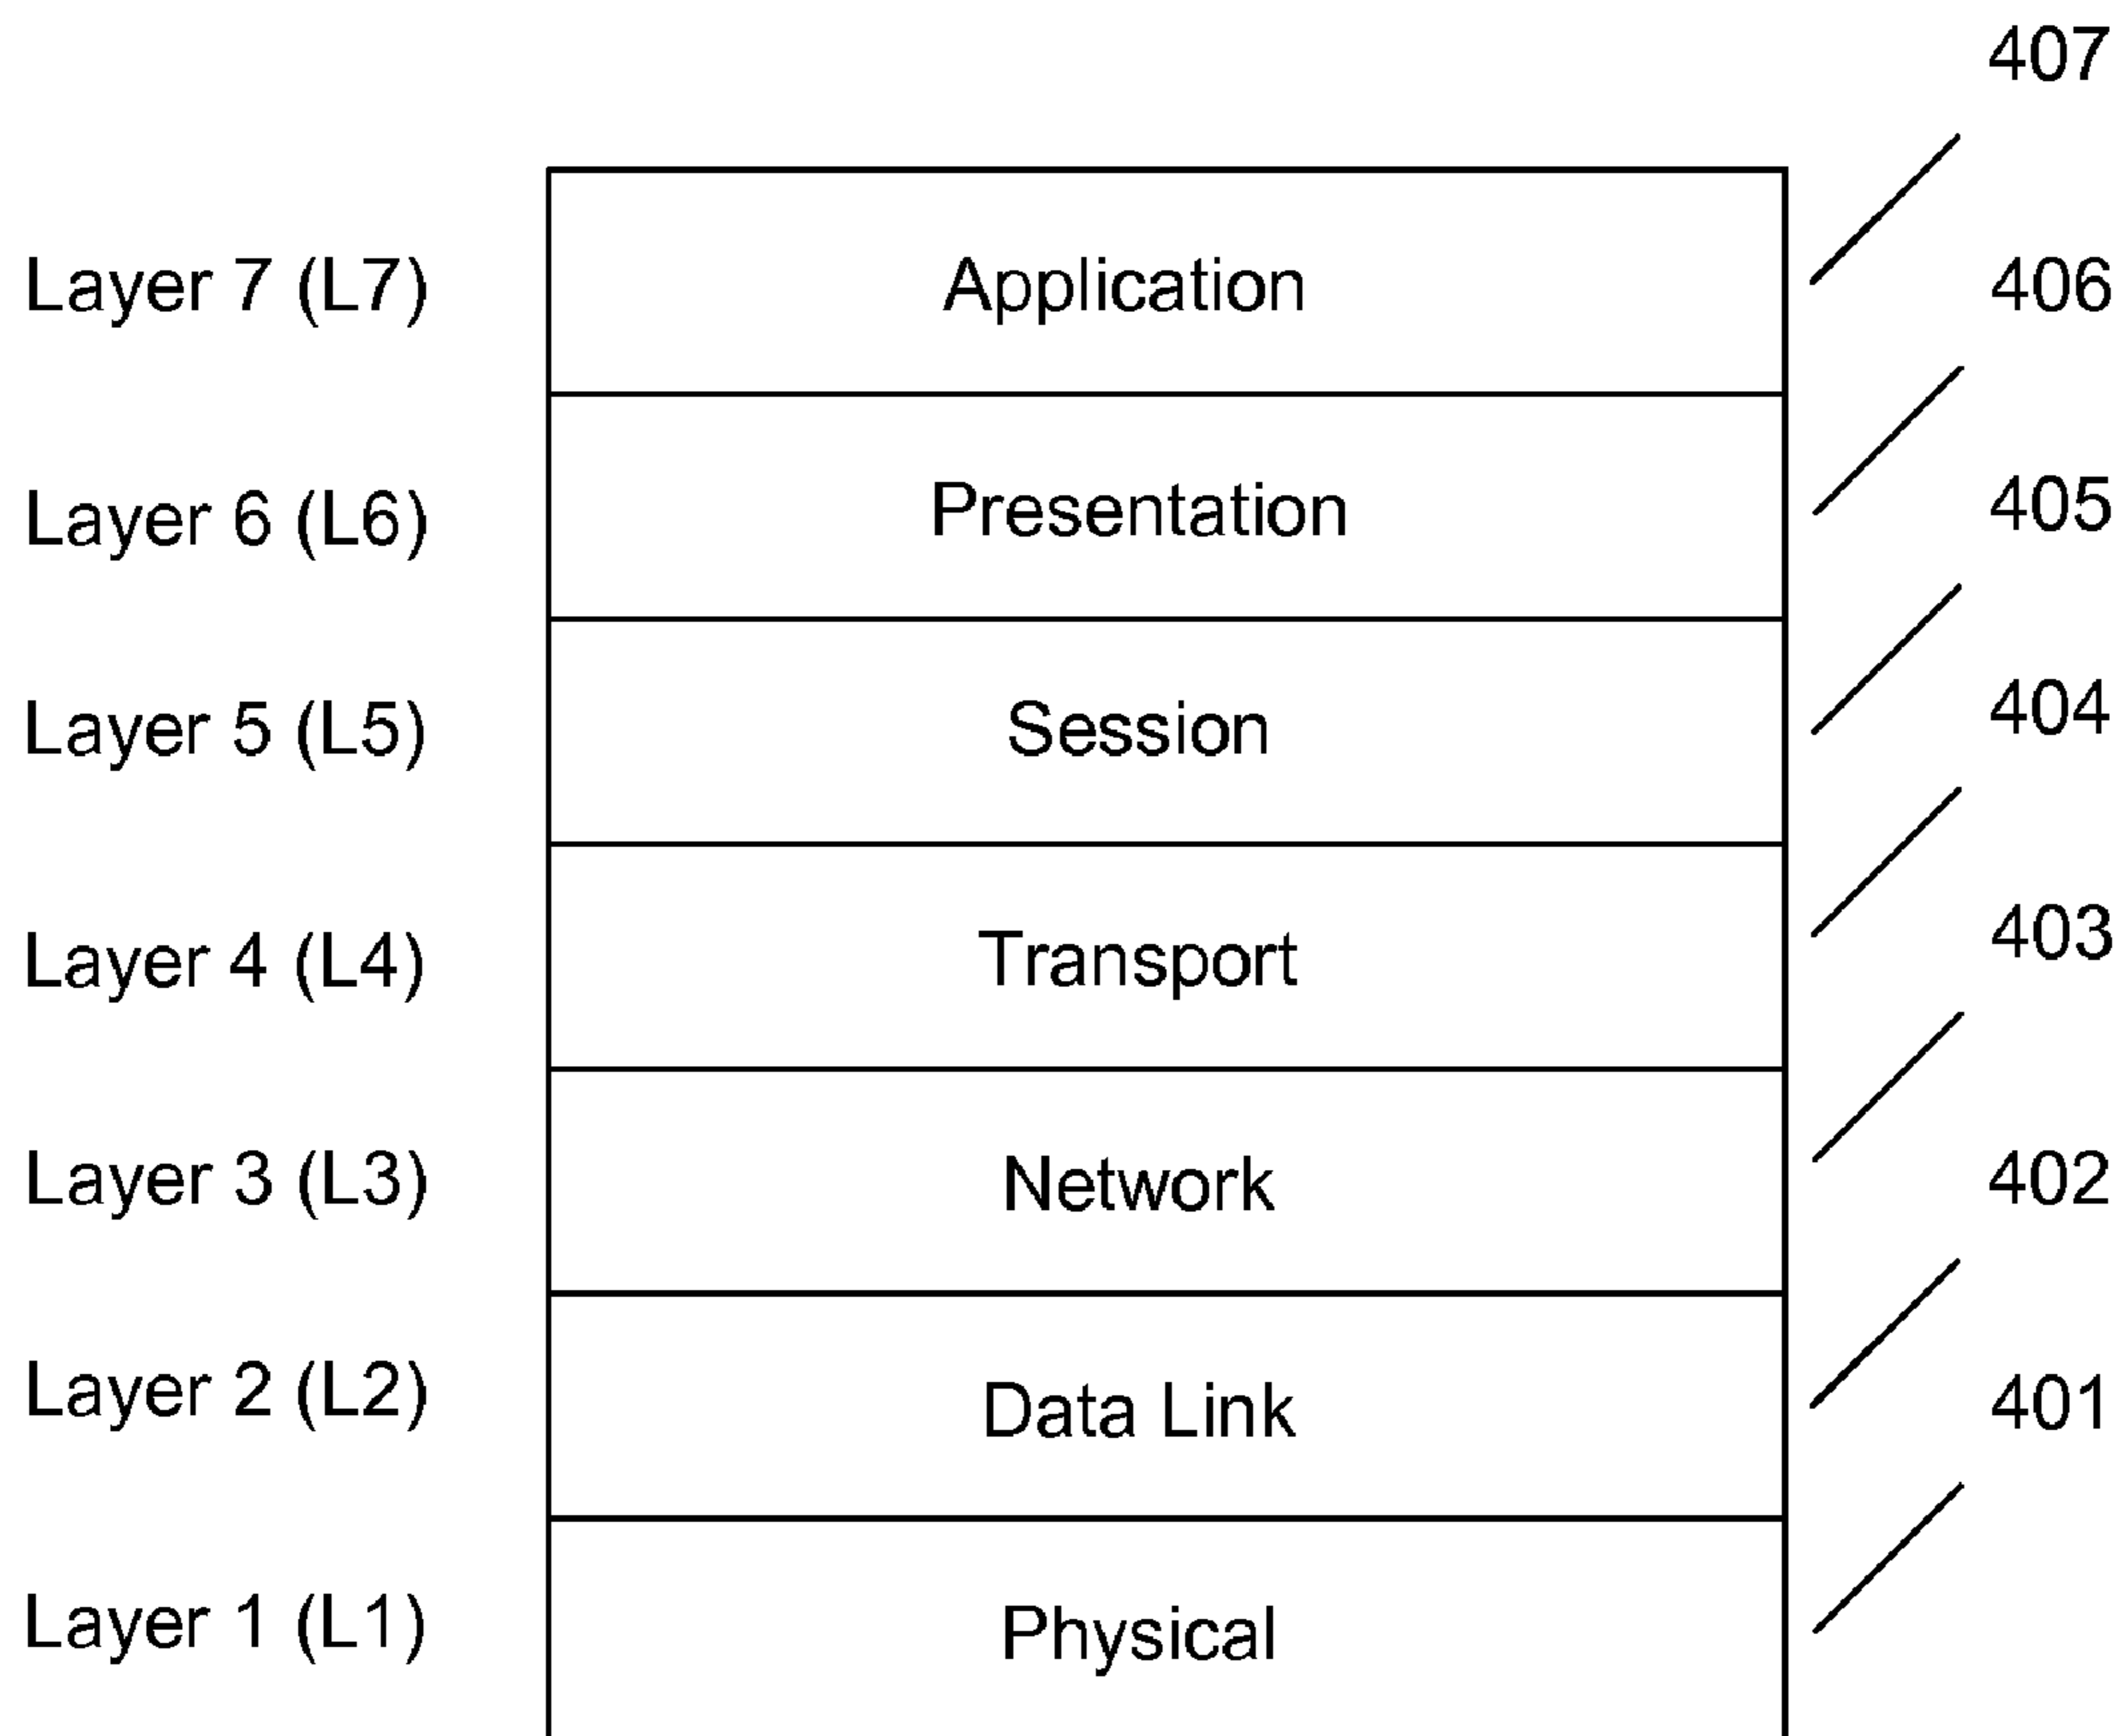 407
Layer 7 (L7) Application 406
Layer 6 (L6) Presentation 405
Layer 5 (L5) Session 404
Layer 4 (L4) Transport 403
Layer 3 (L3) Network 402
Layer 2 (L2) Data Link 401
Layer 1 (L1) Physical